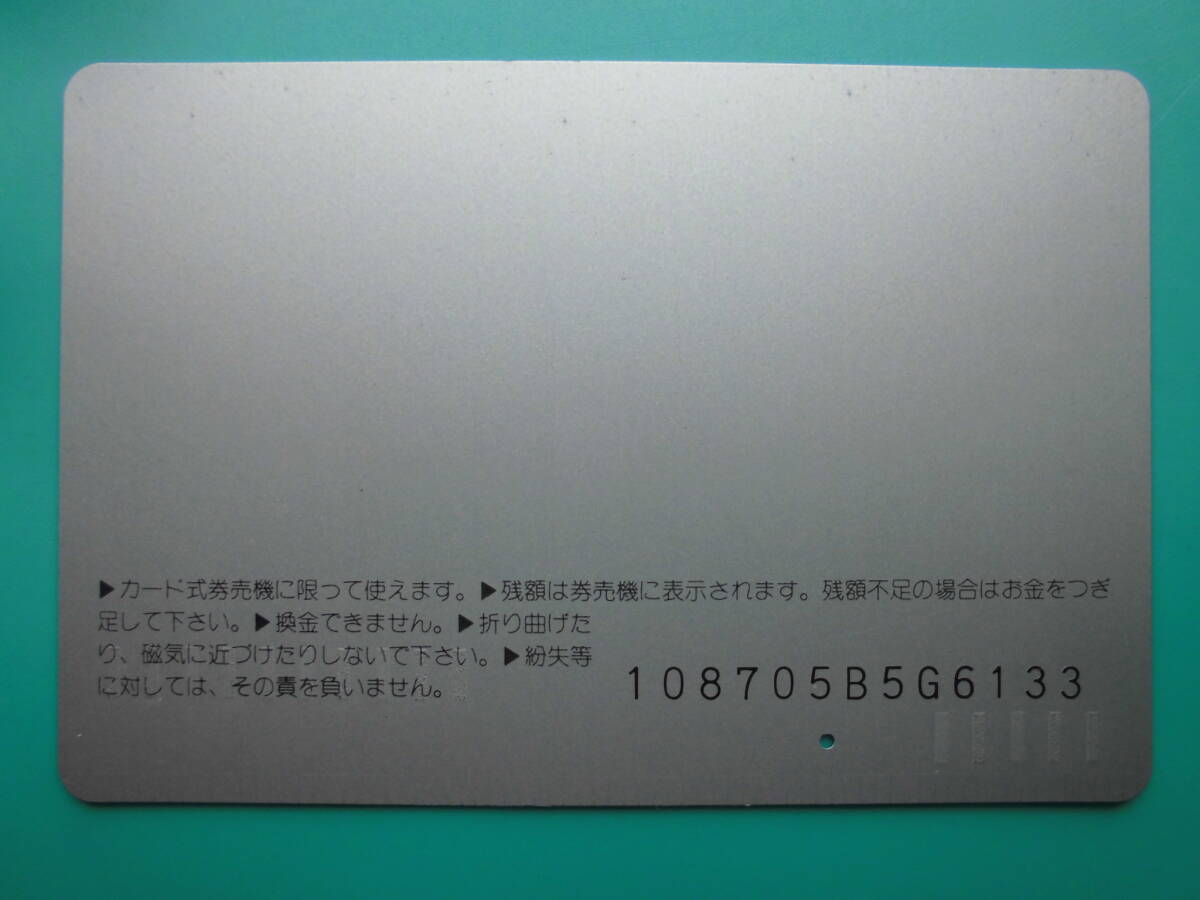 ▶カード式券売機に限って使えます。▶残額は券売機に表示されます。残額不足の場合はお金をつぎ
足して下さい。▶換金できません。▶折り曲げた
り、磁気に近づけたりしないで下さい。▶紛失等
に対しては、その責を負いません。
108705B5G6133